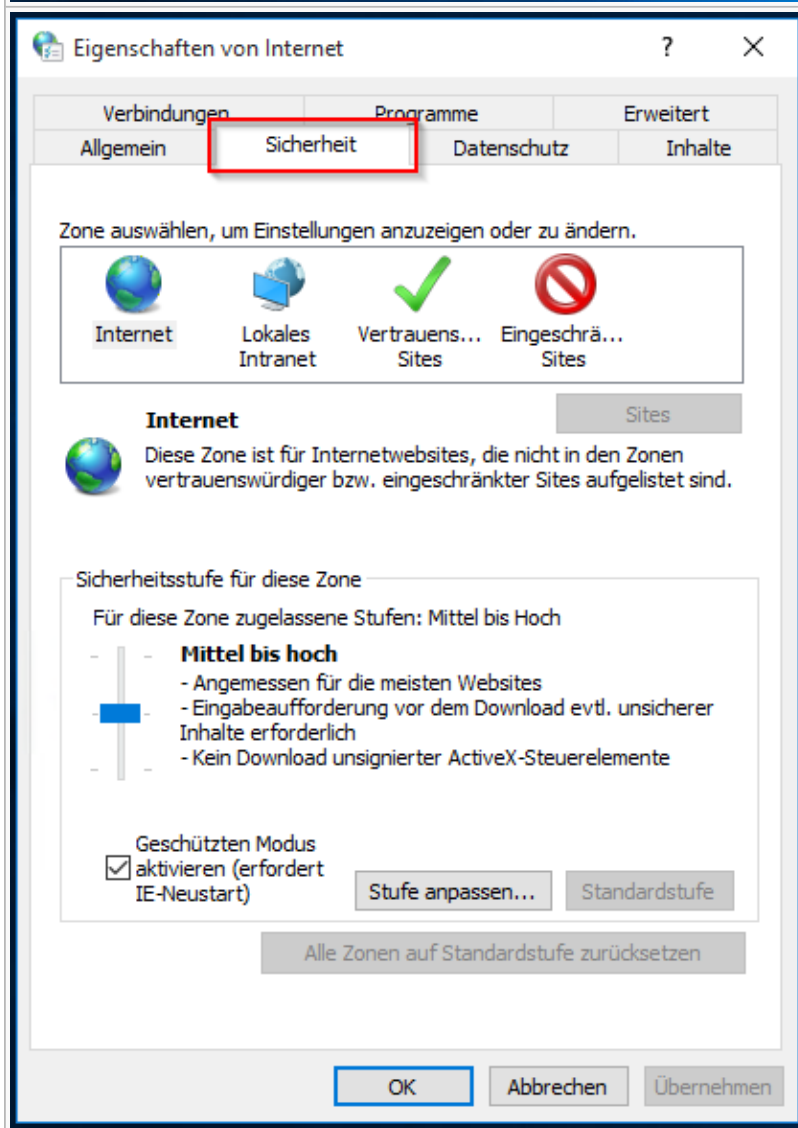 Eigenschaften von Internet
?
Verbindungen Programme Erweitert
Allgemein Sicherheit Datenschutz Inhalte
Zone auswählen, um Einstellungen anzuzeigen oder zu ändern.
Internet Lokales Vertrauens... Eingeschrä...
Intranet Sites Sites
Internet Sites
Diese Zone ist für Internetwebsites, die nicht in den Zonen
vertrauenswürdiger bzw. eingeschränkter Sites aufgelistet sind.
Sicherheitsstufe für diese Zone
Für diese Zone zugelassene Stufen: Mittel bis Hoch
Mittel bis hoch
- Angemessen für die meisten Websites
- Eingabeaufforderung vor dem Download evtl. unsicherer
Inhalte erforderlich
- Kein Download unsignierter ActiveX-Steuerelemente
Geschützten Modus
aktivieren (erfordert
IE-Neustart)
Stufe anpassen... Standardstufe
Alle Zonen auf Standardstufe zurücksetzen
OK Abbrechen Übernehmen